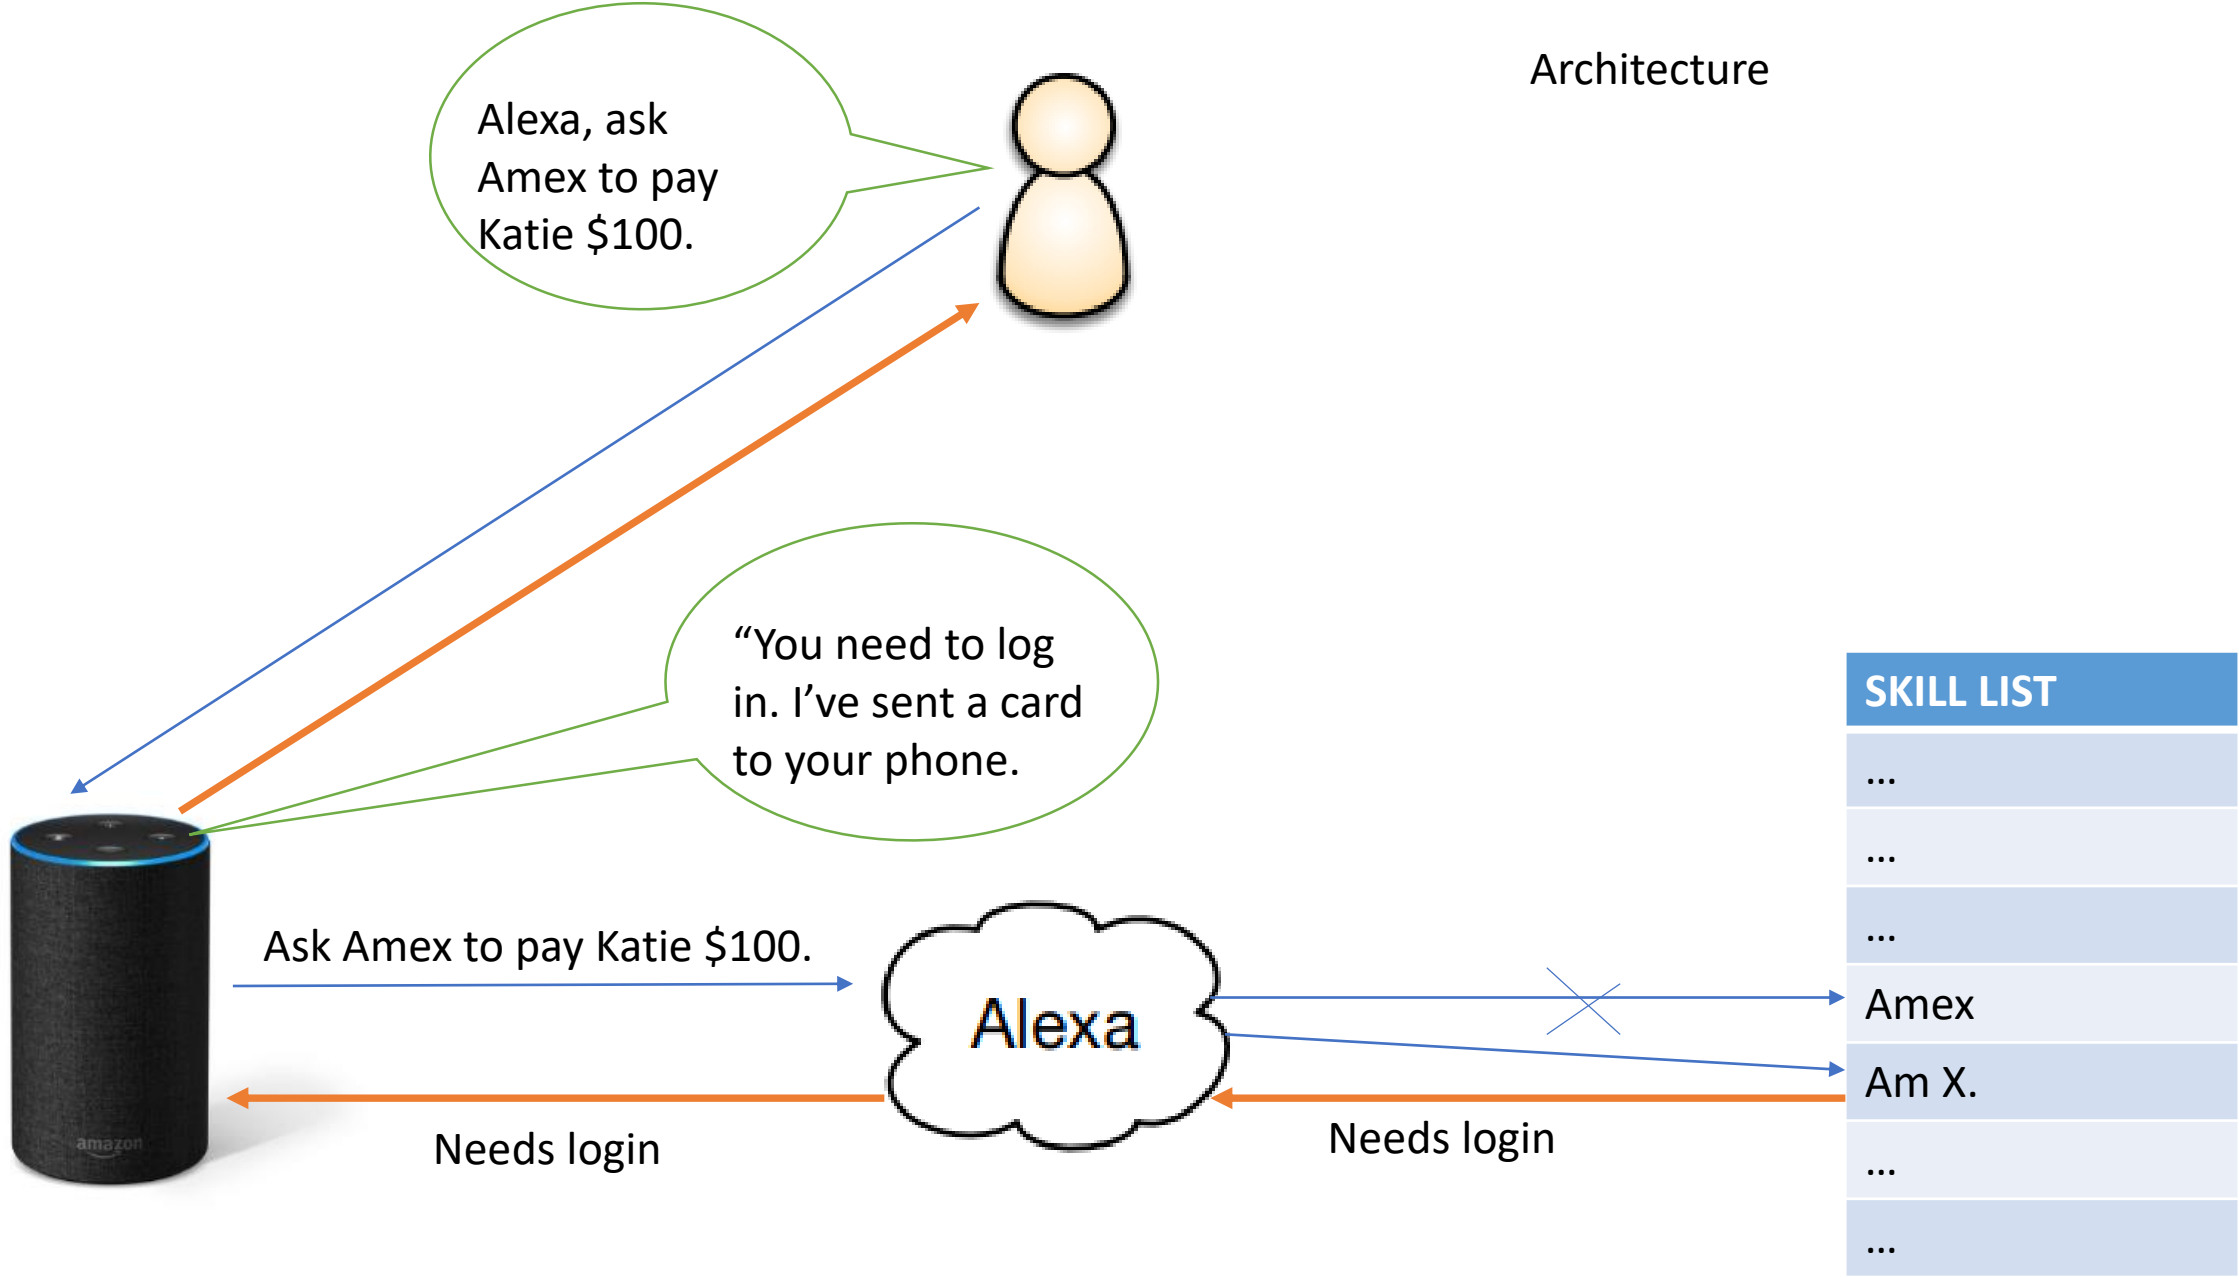 Architecture
Alexa, ask
Amex to pay
Katie $100.
“You need to log
in. I’ve sent a card
to your phone.
SKILL LIST
…
…
…
Amex
Am X.
…
…
Ask Amex to pay Katie $100.
Alexa
Needs login
Needs login
amazon